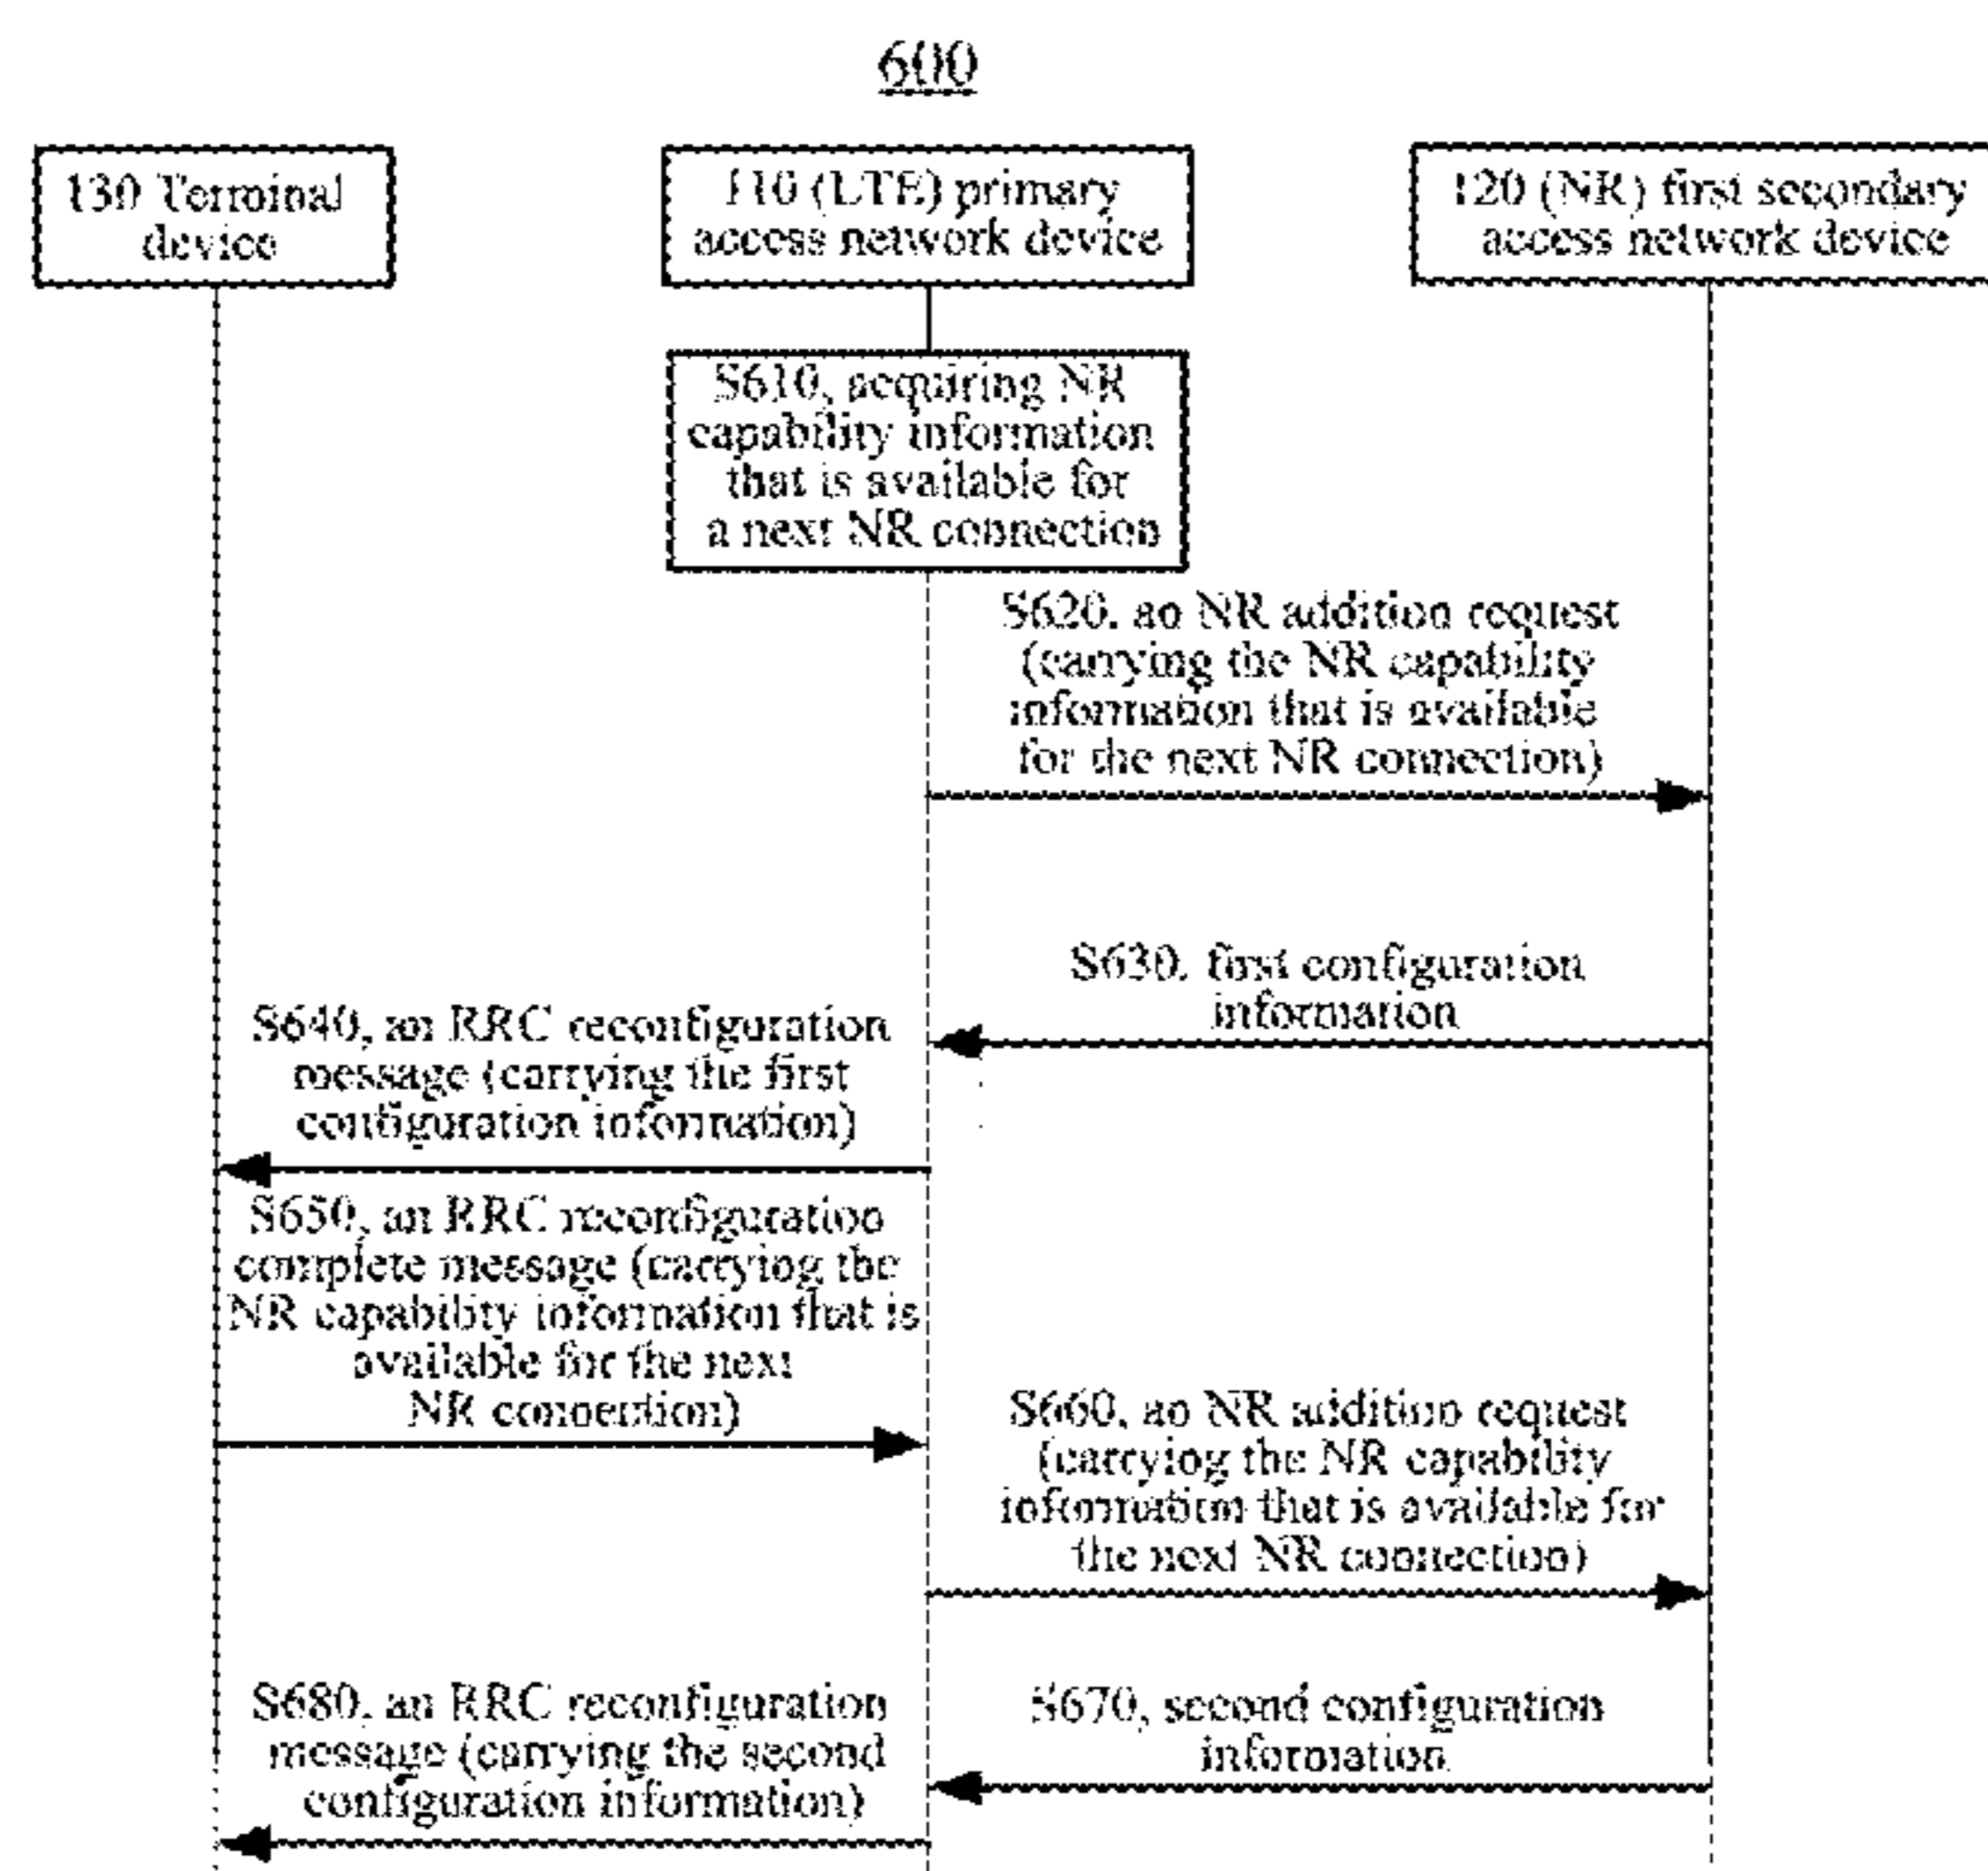 600
130 Terminal
device
110 (LTE) primary
access network device
120 (NR) first secondary
access network device
S610, acquiring NR
capability information
that is available for
a next NR connection
S620, an NR addition request
(carrying the NR capability
information that is available
for the next NR connection)
S630, first configuration
information
S640, an RRC reconfiguration
message (carrying the first
configuration information)
S650, an RRC reconfiguration
complete message (carrying the
NR capability information that is
available for the next
NR connection)
S660, an NR addition request
(carrying the NR capability
information that is available for
the next NR connection)
S670, second configuration
information
S680, an RRC reconfiguration
message (carrying the second
configuration information)